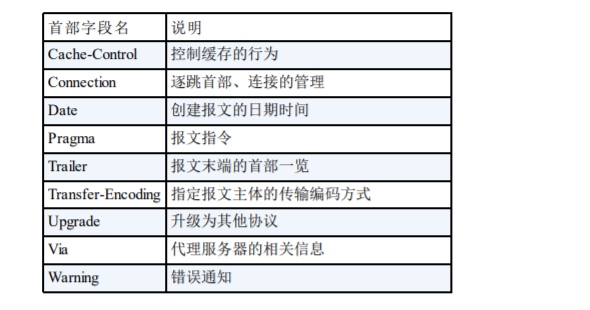 首部字段名 说明
Cache-Control 控制缓存的行为
Connection 逐跳首部、连接的管理
Date 创建报文的日期时间
Pragma 报文指令
Trailer 报文末端的首部一览
Transfer-Encoding 指定报文主体的传输编码方式
Upgrade 升级为其他协议
Via 代理服务器的相关信息
Warning 错误通知